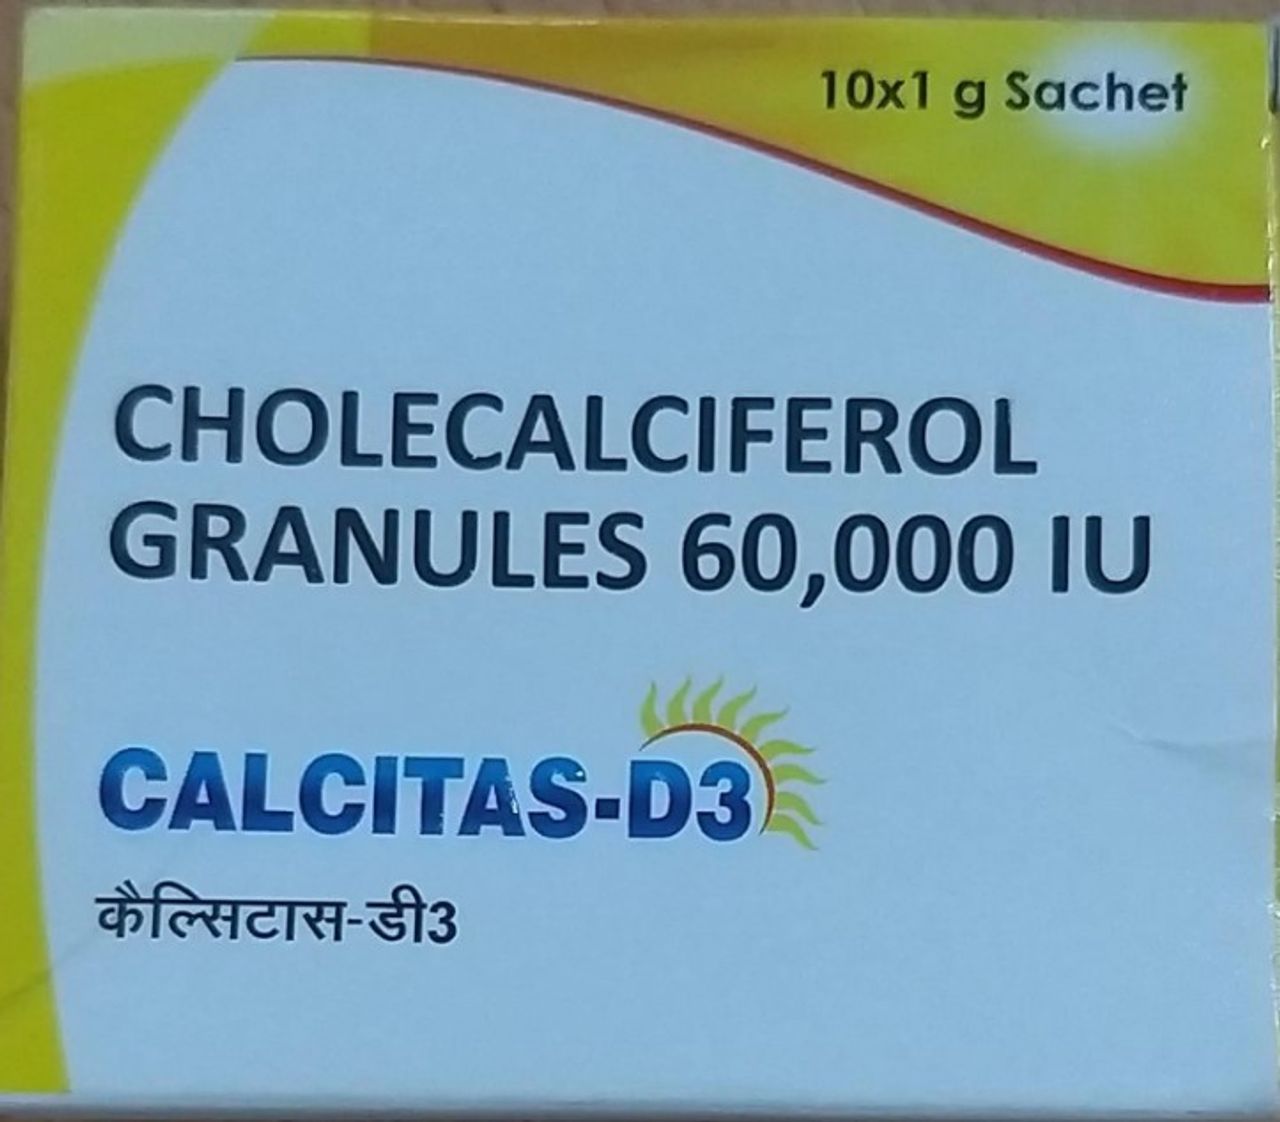 10x1 g Sachet
CHOLECALCIFEROL
GRANULES 60,000 IU
CALCITAS-D3
कैल्सिटास-डी3